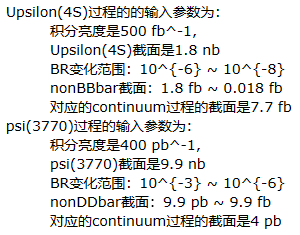 Upsilon(4S)过程的的输入参数为:
积分亮度是500 fb^-1,
Upsilon(4S)截面是1.8 nb
BR变化范围: 10^{-6} ~ 10^{-8}
nonBBbar截面: 1.8 fb ~ 0.018 fb
对应的continuum过程的截面是7.7 fb
psi(3770)过程的输入参数为:
积分亮度是400 pb^-1,
psi(3770)截面是9.9 nb
BR变化范围: 10^{-3} ~ 10^{-6}
nonDDbar截面: 9.9 pb ~ 9.9 fb
对应的continuum过程的截面是4 pb